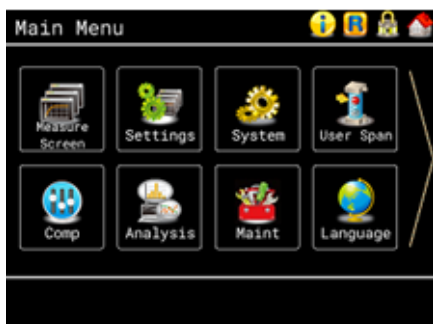 Main Menu
i R
Measure
Screen
Settings
System
User Span
Comp
Analysis
Maint
Language